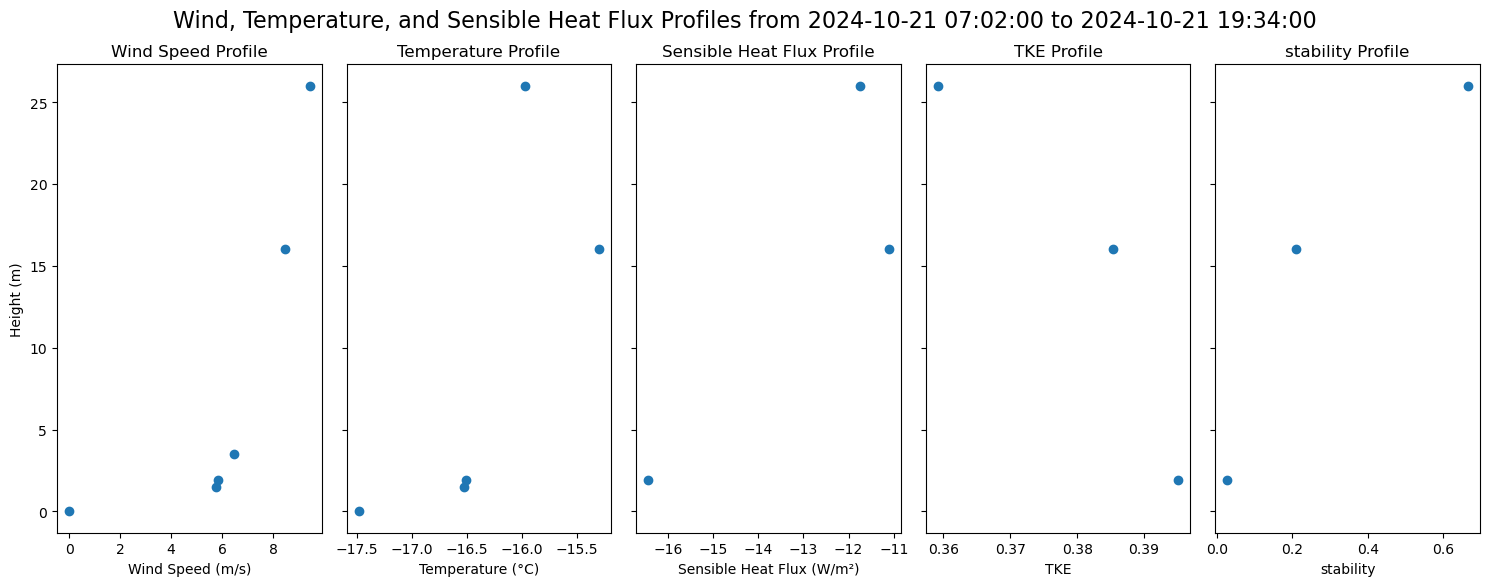 Wind, Temperature, and Sensible Heat Flux Profiles from 2024-10-21 07:02:00 to 2024-10-21 19:34:00
Wind Speed Profile
Temperature Profile
Sensible Heat Flux Profile
TKE Profile
stability Profile
25
20
15
10
5
0
Height (m)
0 2 4 6 8
−17.5 −17.0 −16.5 −16.0 −15.5
−16 −15 −14 −13 −12 −11
0.36 0.37 0.38 0.39
0.0 0.2 0.4 0.6
Wind Speed (m/s)
Temperature (°C)
Sensible Heat Flux (W/m²)
TKE
stability